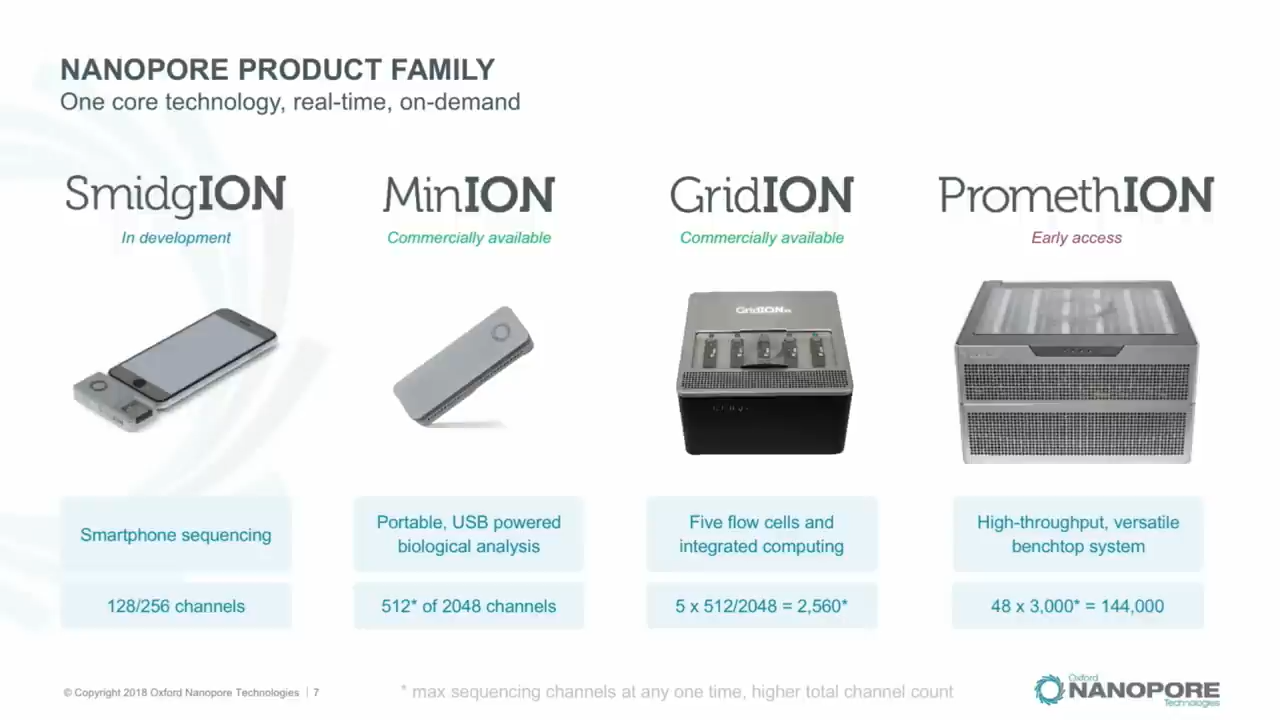 NANOPORE PRODUCT FAMILY
One core technology, real-time, on-demand
SmidgION
In development
MinION
Commercially available
GridION
Commercially available
PromethION
Early access
GridION
Smartphone sequencing
Portable, USB powered
biological analysis
Five flow cells and
integrated computing
High-throughput, versatile
benchtop system
128/256 channels
512* of 2048 channels
5 x 512/2048 = 2,560*
48 x 3,000* = 144,000
© Copyright 2018 Oxford Nanopore Technologies | 7
* max sequencing channels at any one time, higher total channel count
Oxford
NANOPORE
Technologies